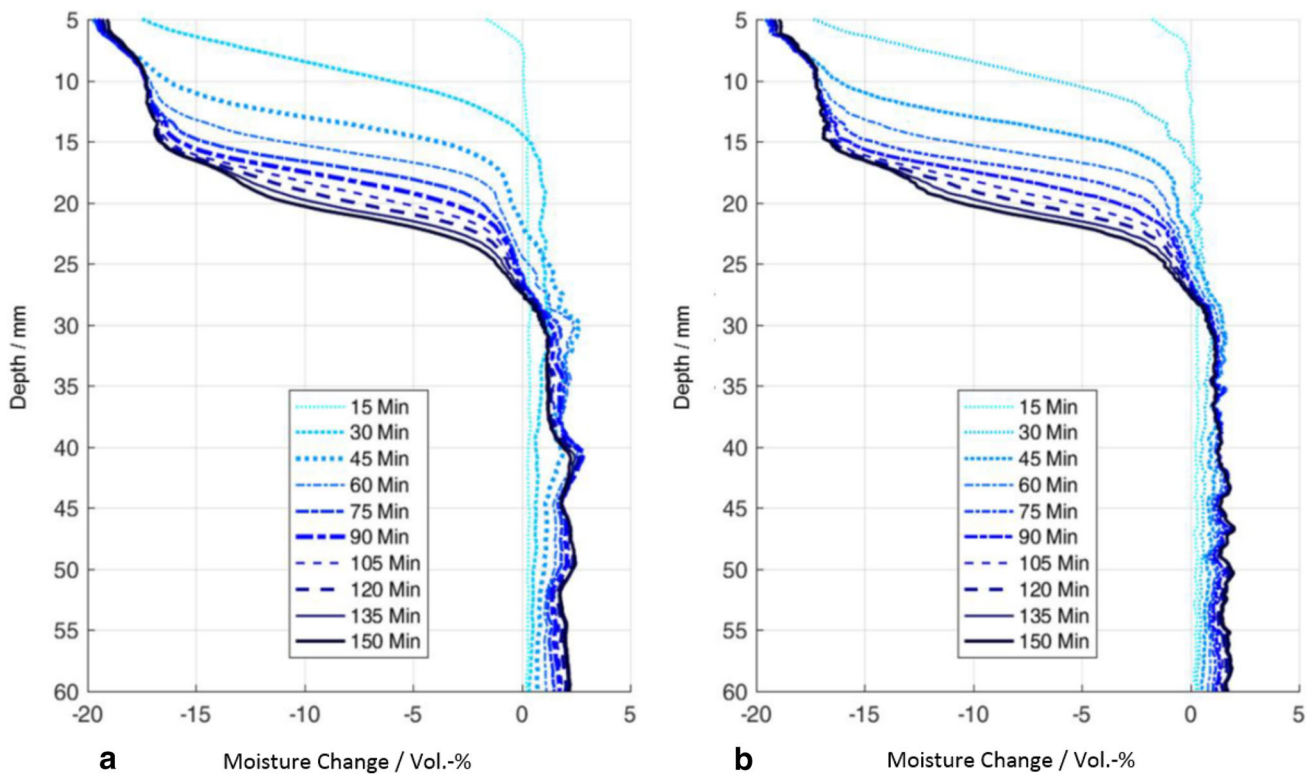 5
10
15
20
25
30
35
40
45
50
55
60
Depth / mm
15 Min
30 Min
45 Min
60 Min
75 Min
90 Min
105 Min
120 Min
135 Min
150 Min
-20 -15 -10 -5 0 5
a Moisture Change / Vol.-%
5
10
15
20
25
30
35
40
45
50
55
60
Depth / mm
15 Min
30 Min
45 Min
60 Min
75 Min
90 Min
105 Min
120 Min
135 Min
150 Min
-20 -15 -10 -5 0 5
b Moisture Change / Vol.-%